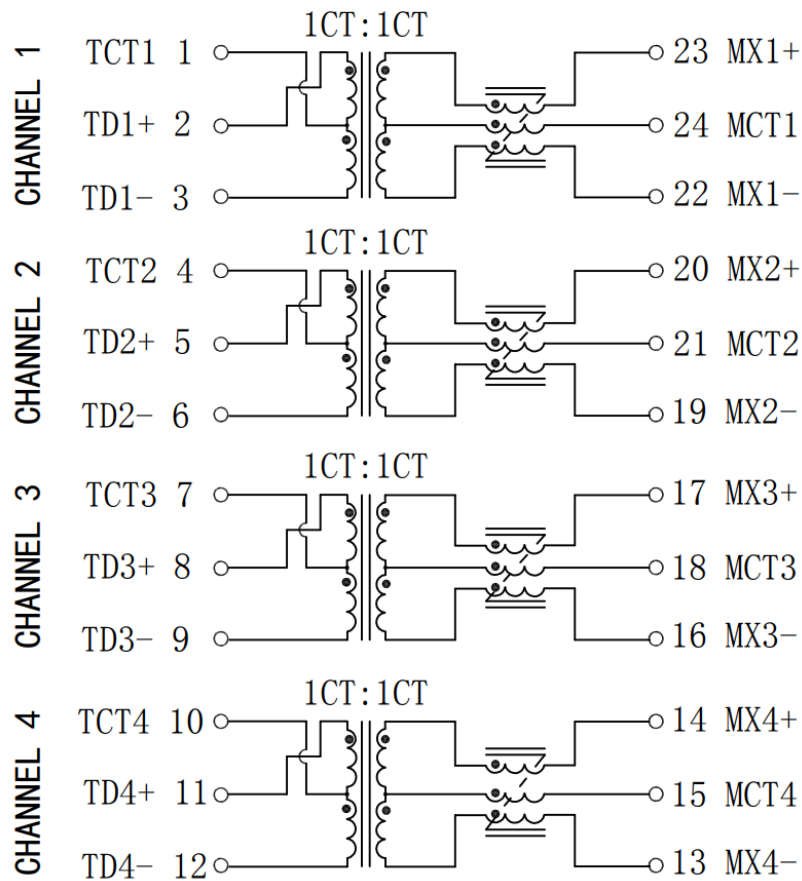 CHANNEL 1
1CT:1CT
TCT1 1
23 MX1+
TD1+ 2
24 MCT1
TD1- 3
22 MX1-
CHANNEL 2
1CT:1CT
TCT2 4
20 MX2+
TD2+ 5
21 MCT2
TD2- 6
19 MX2-
CHANNEL 3
1CT:1CT
TCT3 7
17 MX3+
TD3+ 8
18 MCT3
TD3- 9
16 MX3-
CHANNEL 4
1CT:1CT
TCT4 10
14 MX4+
TD4+ 11
15 MCT4
TD4- 12
13 MX4-